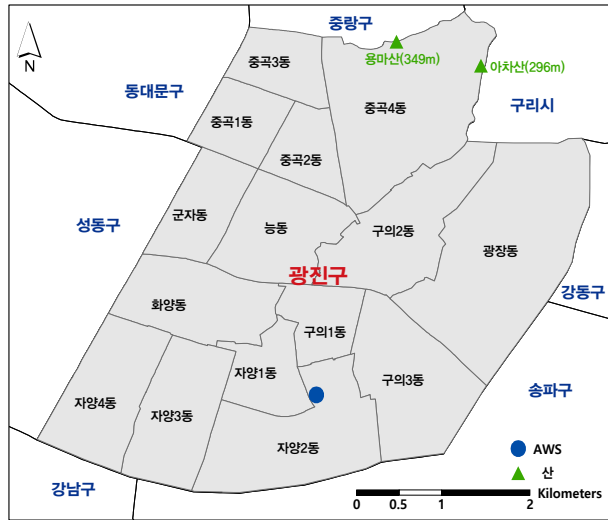 중랑구
N
용마산(349m)
중곡3동
아차산(296m)
동대문구
구리시
중곡4동
중곡1동
중곡2동
군자동
성동구
능동
구의2동
광장동
광진구
강동구
화양동
구의1동
자양1동
구의3동
송파구
자양4동
자양3동
자양2동
AWS
산
강남구
Kilometers
0 0.5 1 2